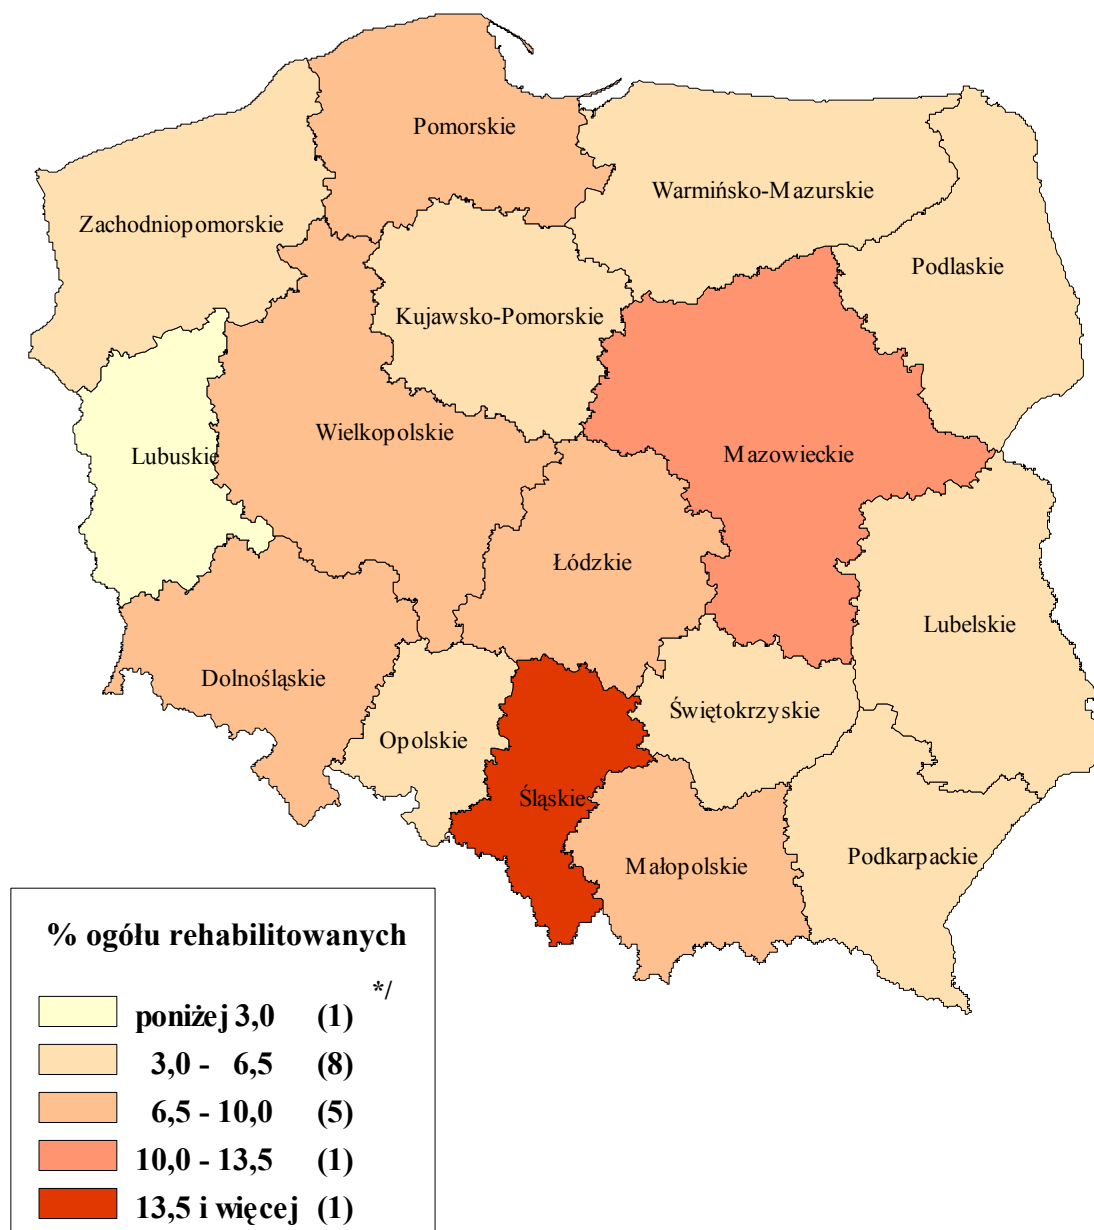 Pomorskie
Warmińsko-Mazurskie
Zachodniopomorskie
Podlaskie
Kujawsko-Pomorskie
Wielkopolskie
Lubuskie
Mazowieckie
Łódzkie
Lubelskie
Dolnośląskie
Świętokrzyskie
Opolskie
Śląskie
Małopolskie
Podkarpackie
% ogółu rehabilitowanych
*/
poniżej 3,0 (1)
3,0 - 6,5 (8)
6,5 - 10,0 (5)
10,0 - 13,5 (1)
13,5 i więcej (1)